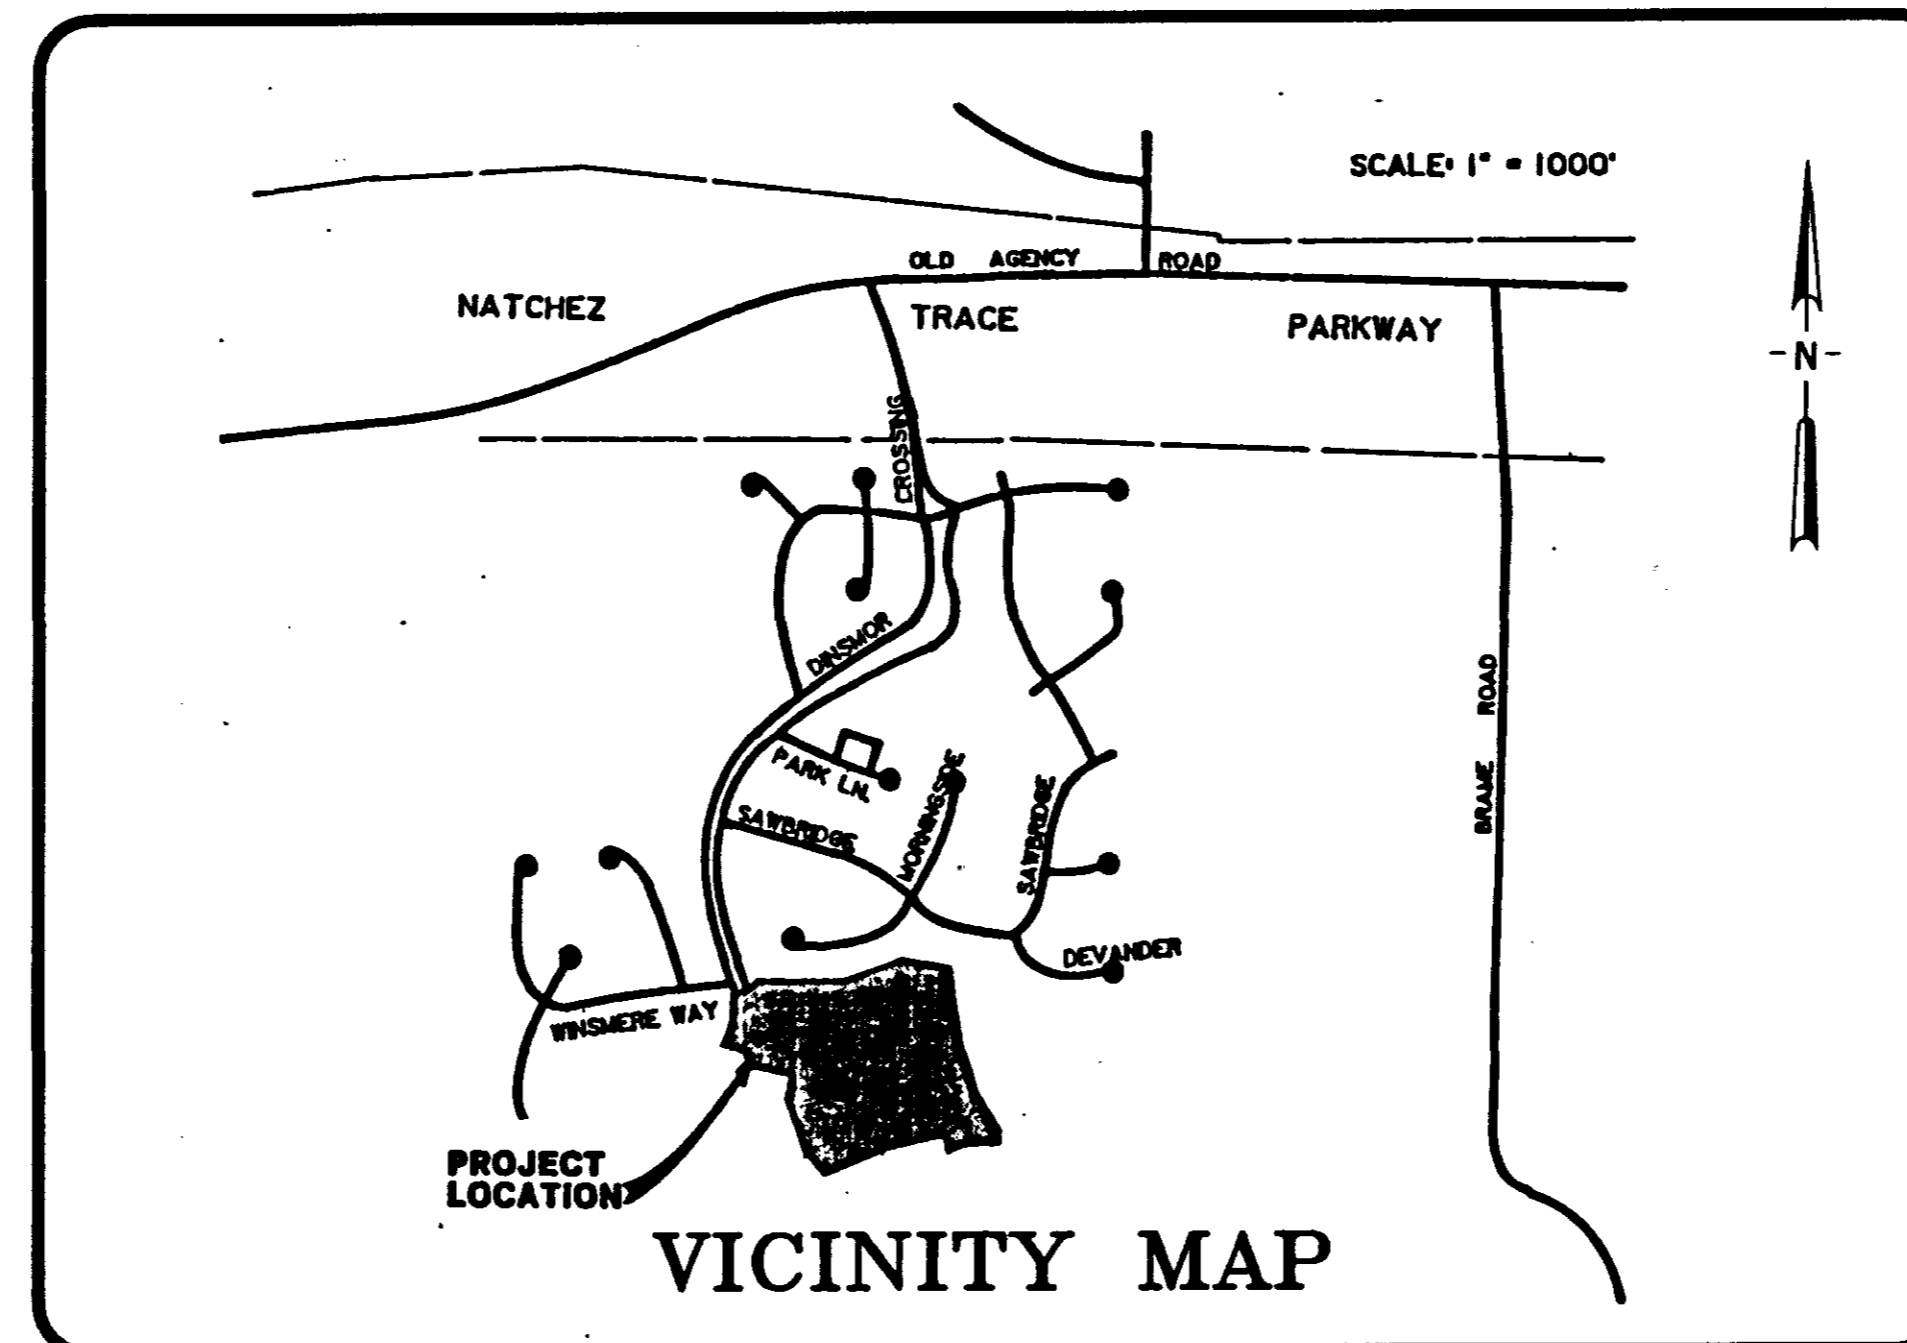 SCALE: 1" = 1000'
OLD AGENCY ROAD
NATCHEZ TRACE PARKWAY
-N-
CROSSING
DINSMOR
PARK LN.
SAWBRIDGE
MORNINGSIDE
SAWBRIDGE
BRAME ROAD
DEVANDER
WINSMERE WAY
PROJECT
LOCATION
VICINITY MAP